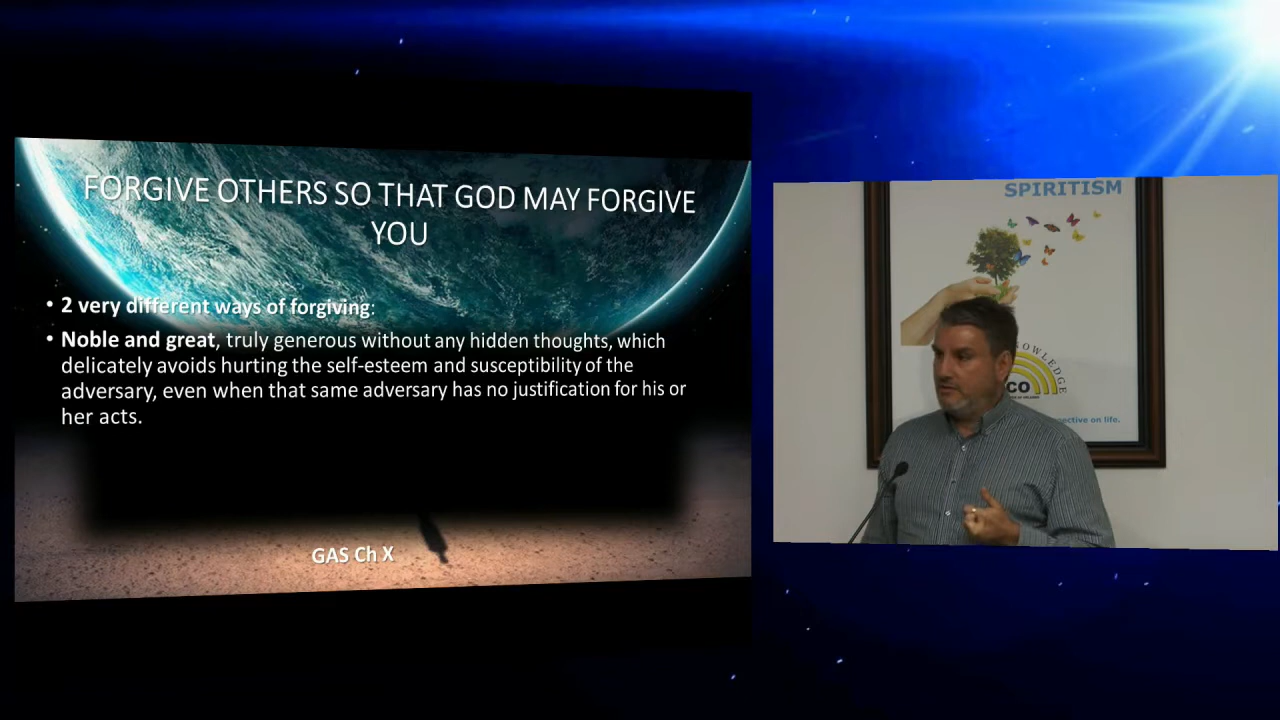 FORGIVE OTHERS SO THAT GOD MAY FORGIVE
YOU
• 2 very different ways of forgiving:
• Noble and great, truly generous without any hidden thoughts, which
delicately avoids hurting the self-esteem and susceptibility of the
adversary, even when that same adversary has no justification for his or
her acts.
GAS Ch X
SPIRITISM
NOWLEDGE
CO
ective on life.